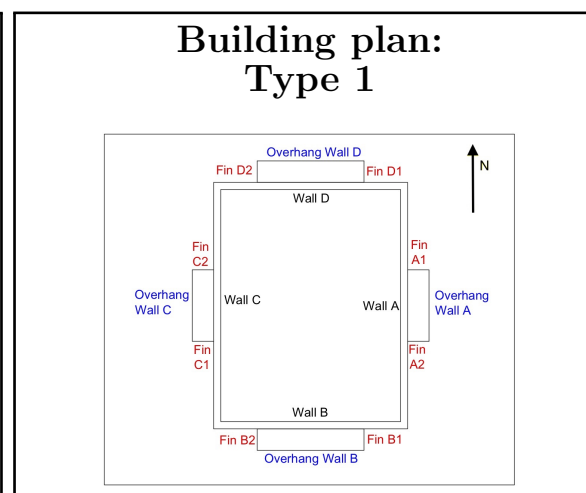 Building plan:
Type 1
Overhang Wall D
Fin D2
Fin D1
N
Wall D
Fin
C2
Fin
A1
Overhang
Wall C
Wall C
Wall A
Overhang
Wall A
Fin
C1
Fin
A2
Wall B
Fin B2
Fin B1
Overhang Wall B